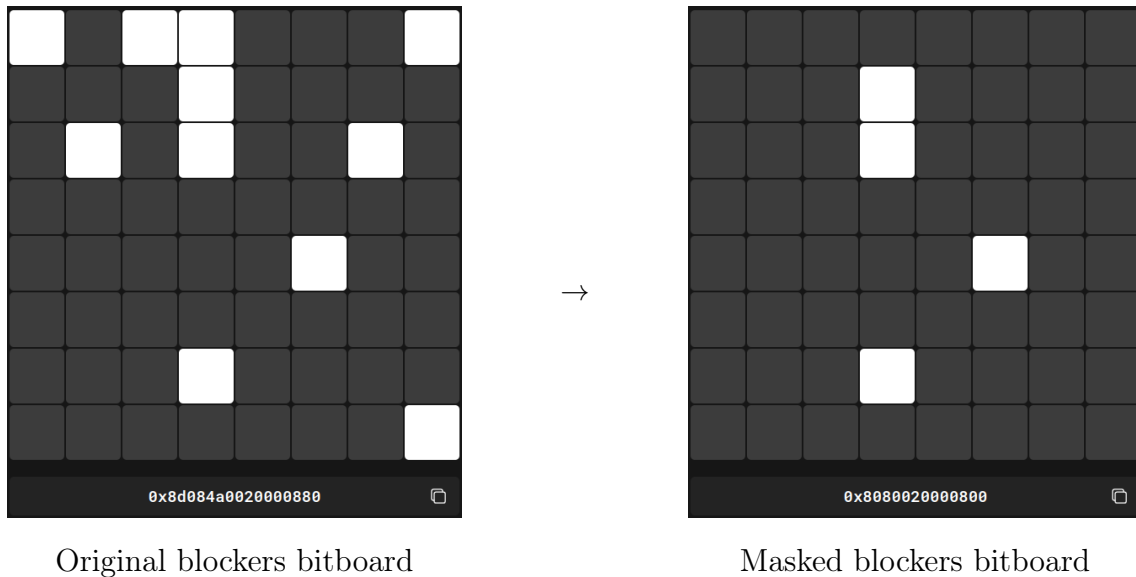 0x8d084a0020000880
→
0x8080020000800
Original blockers bitboard
Masked blockers bitboard